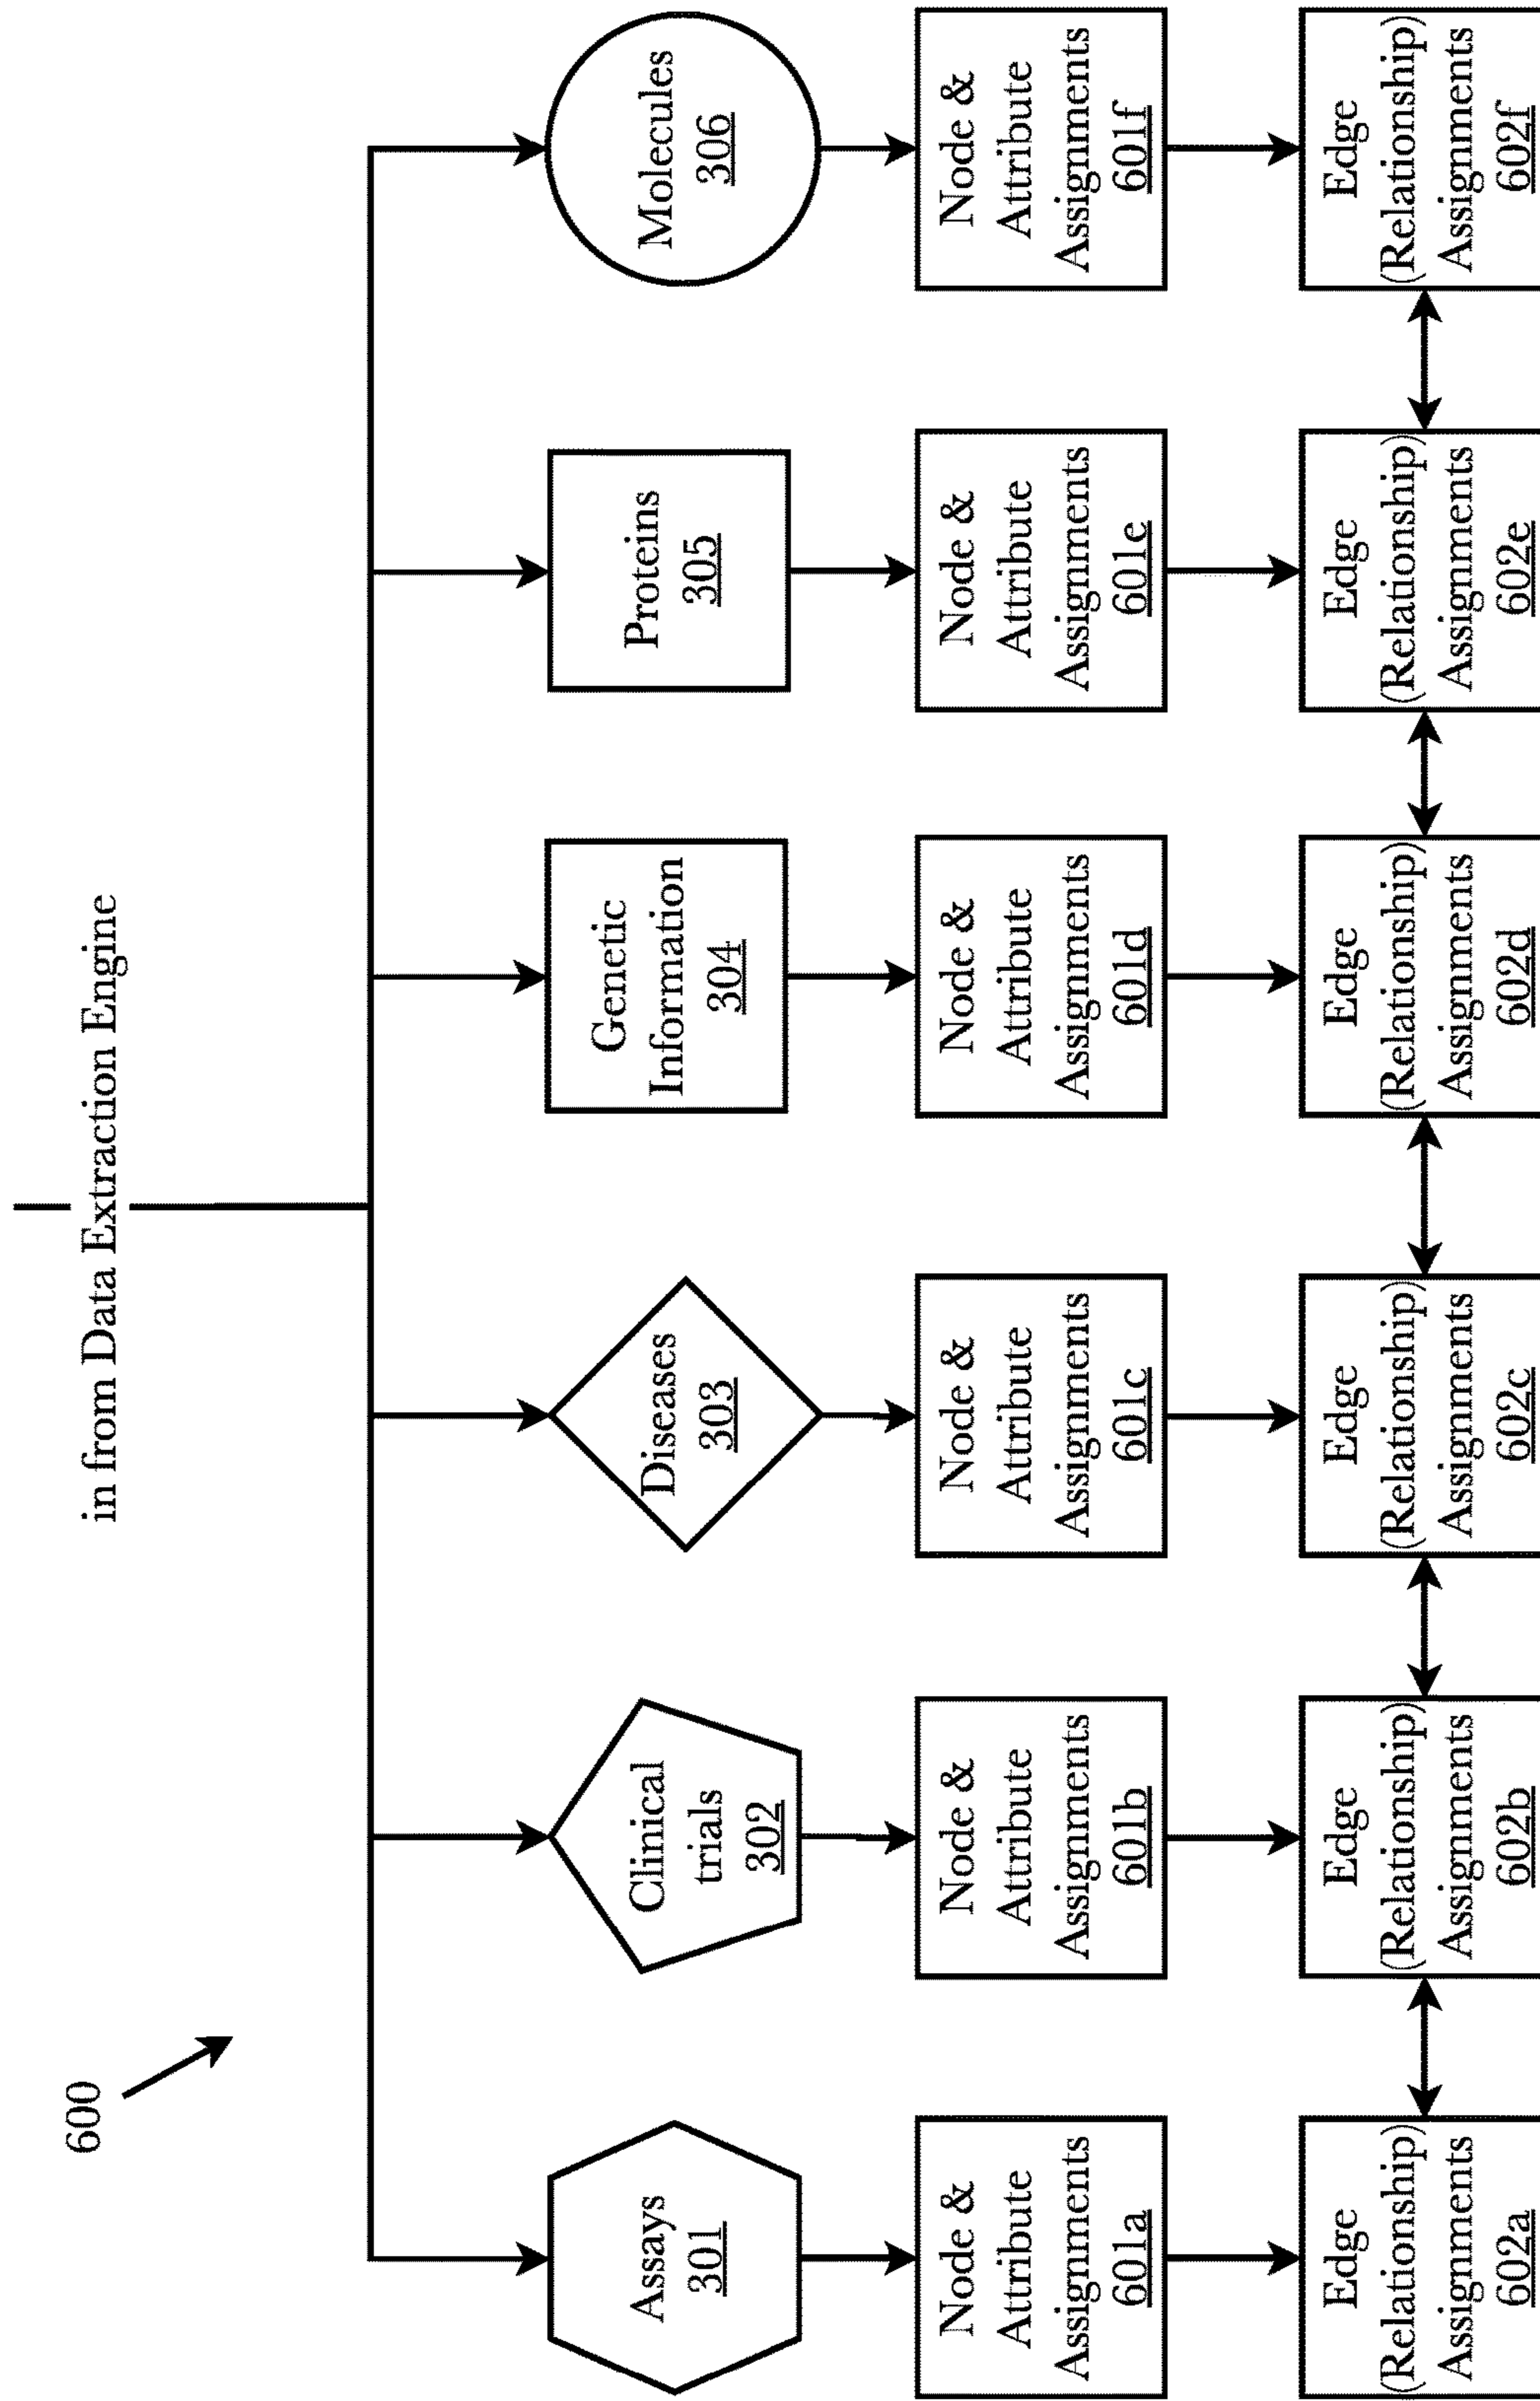 600
in from Data Extraction Engine
Assays
301
Clinical
trials
302
Diseases
303
Genetic
Information
304
Proteins
305
Molecules
306
Node &
Attribute
Assignments
601a
Node &
Attribute
Assignments
601b
Node &
Attribute
Assignments
601c
Node &
Attribute
Assignments
601d
Node &
Attribute
Assignments
601e
Node &
Attribute
Assignments
601f
Edge
(Relationship)
Assignments
602a
Edge
(Relationship)
Assignments
602b
Edge
(Relationship)
Assignments
602c
Edge
(Relationship)
Assignments
602d
Edge
(Relationship)
Assignments
602e
Edge
(Relationship)
Assignments
602f